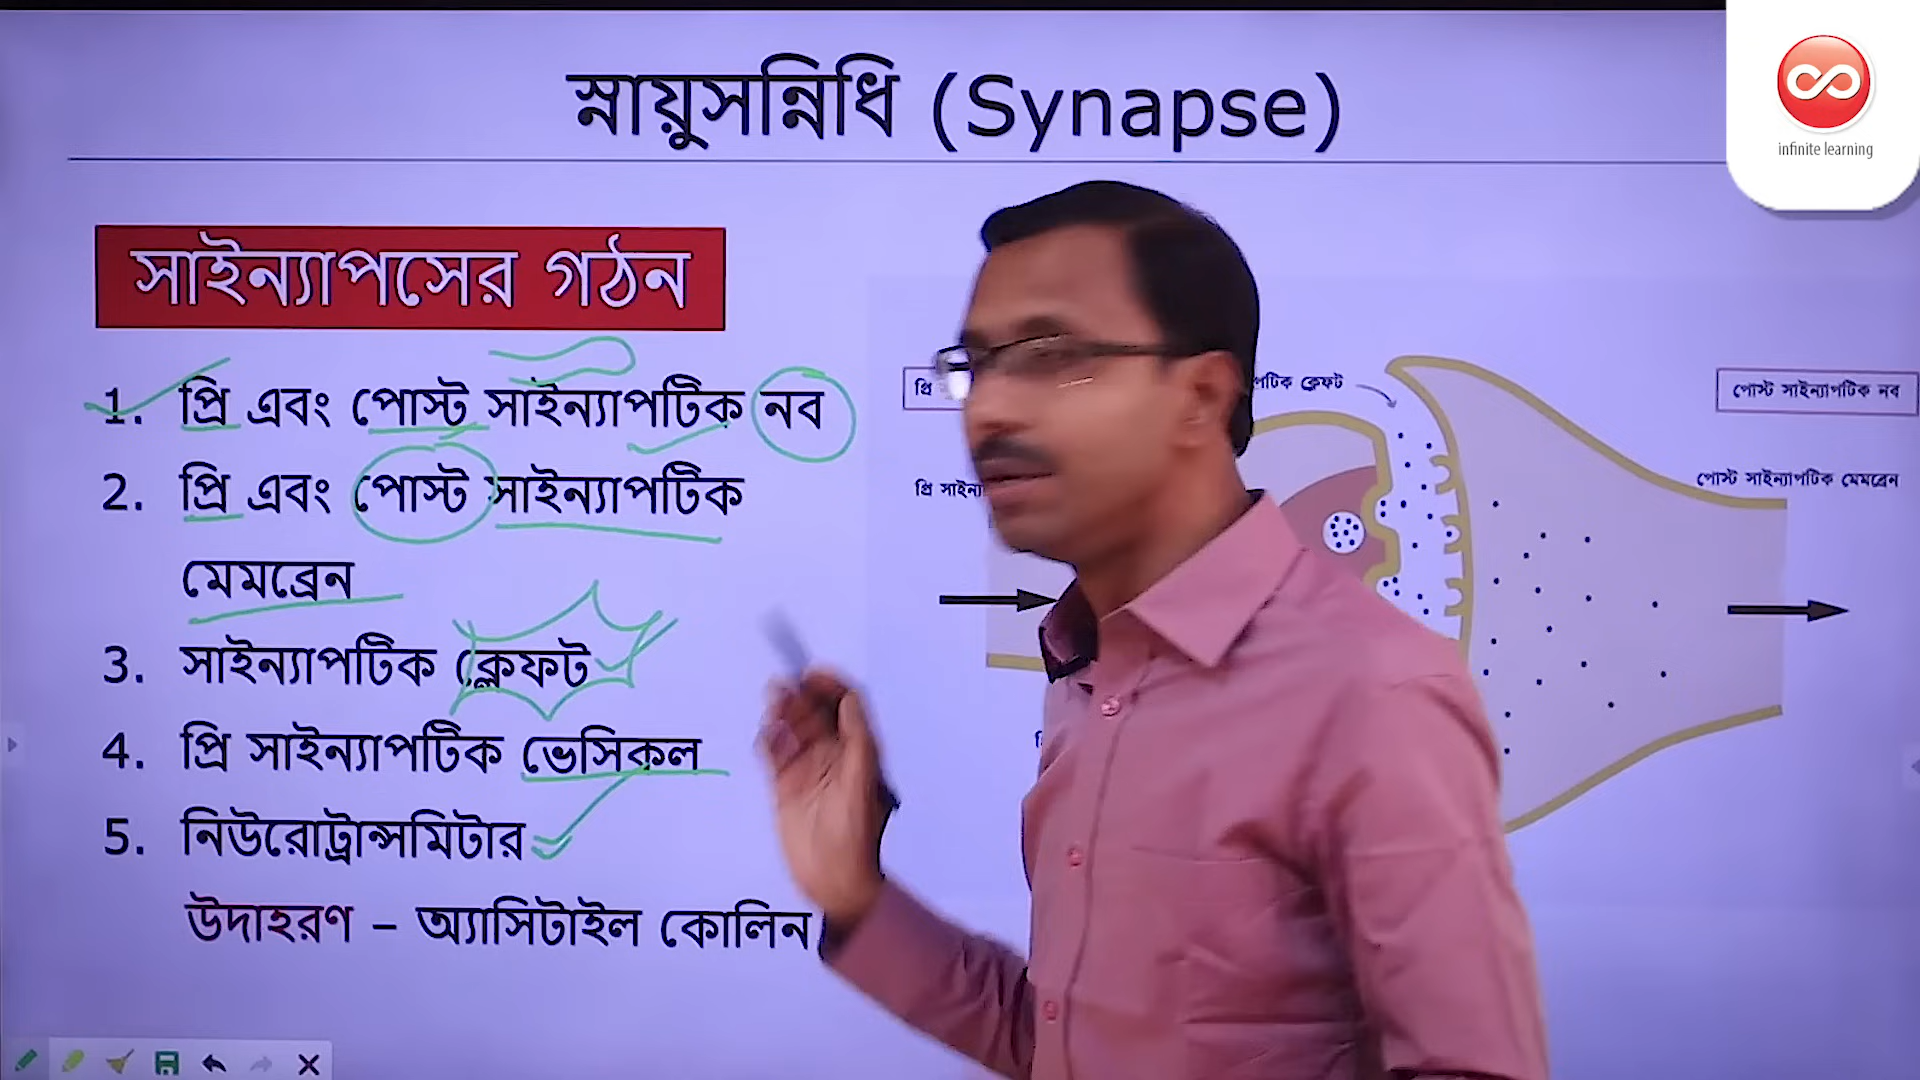 স্নায়ুসন্নিধি (Synapse)
infinite learning
সাইন্যাপসের গঠন
1. প্রি এবং পোস্ট সাইন্যাপটিক নব
2. প্রি এবং পোস্ট সাইন্যাপটিক
মেমব্রেন
3. সাইন্যাপটিক ক্লেফট
4. প্রি সাইন্যাপটিক ভেসিকল
5. নিউরোট্রান্সমিটার
উদাহরণ – অ্যাসিটাইল কোলিন
প্রি
ক্লেফট
পোস্ট সাইন্যাপটিক নব
প্রি
পোস্ট সাইন্যাপটিক মেমব্রেন